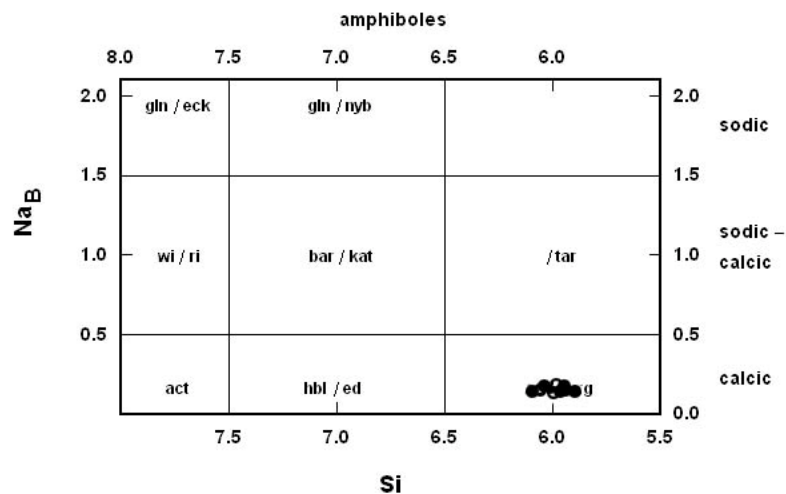 amphiboles
8.0 7.5 7.0 6.5 6.0
2.0 gln / eck gln / nyb 2.0 sodic
1.5 1.5
NaB
1.0 wi / ri bar / kat / tar 1.0 sodic –
calcic
0.5 0.5
act hbl / ed calcic
0.0
7.5 7.0 6.5 6.0 5.5
Si